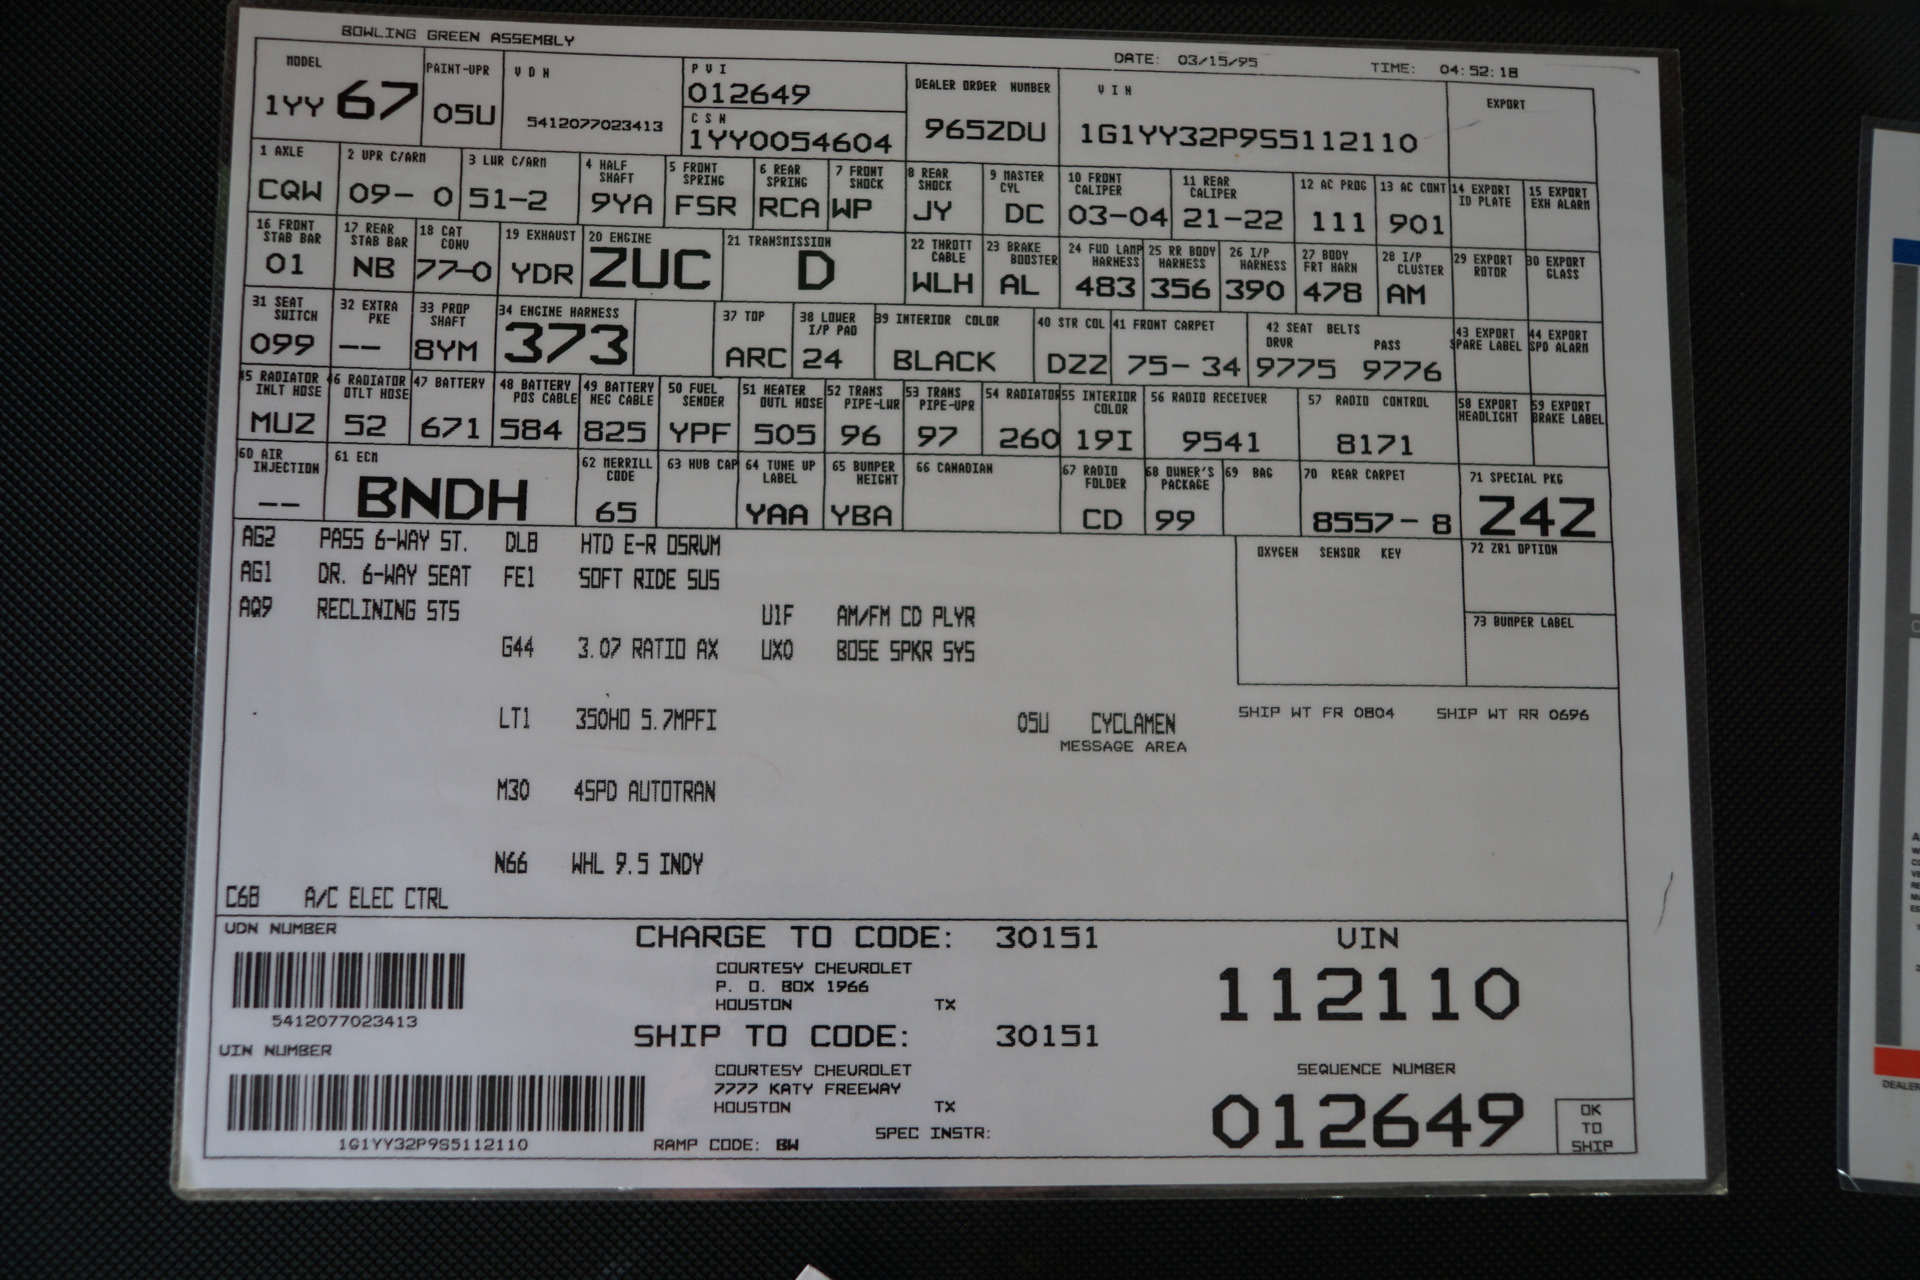 BOWLING GREEN ASSEMBLY
DATE: 03/15/95 TIME: 04:52:18
MODEL 1YY 67
PAINT-UPR 05U
VDN 5412077023413
PVI 012649
CSN 1YY0054604
DEALER ORDER NUMBER 965ZDU
VIN 1G1YY32P9S5112110
EXPORT
1 AXLE CQW
2 UPR C/ARM 09- 0
3 LWR C/ARM 51-2
4 HALF SHAFT 9YA
5 FRONT SPRING FSR
6 REAR SPRING RCA
7 FRONT SHOCK WP
8 REAR SHOCK JY
9 MASTER CYL DC
10 FRONT CALIPER 03-04
11 REAR CALIPER 21-22
12 AC PROG 111
13 AC CONT 901
14 EXPORT ID PLATE
15 EXPORT EXH ALARM
16 FRONT STAB BAR 01
17 REAR STAB BAR NB
18 CAT CONV 77-0
19 EXHAUST YDR
20 ENGINE ZUC
21 TRANSMISSION D
22 THROTT CABLE WLH
23 BRAKE BOOSTER AL
24 FWD LAMP HARNESS 483
25 RR BODY HARNESS 356
26 I/P HARNESS 390
27 BODY FRT HARN 478
28 I/P CLUSTER AM
29 EXPORT ROTOR
30 EXPORT GLASS
31 SEAT SWITCH 099
32 EXTRA PKE --
33 PROP SHAFT 8YM
34 ENGINE HARNESS 373
37 TOP ARC
38 LOWER I/P PAD 24
39 INTERIOR COLOR BLACK
40 STR COL DZZ
41 FRONT CARPET 75- 34
42 SEAT BELTS DRVR 9775 PASS 9776
43 EXPORT SPARE LABEL
44 EXPORT SPD ALARM
45 RADIATOR INLT HOSE MUZ
46 RADIATOR OTLT HOSE 52
47 BATTERY 671
48 BATTERY POS CABLE 584
49 BATTERY NEG CABLE 825
50 FUEL SENDER YPF
51 HEATER OUTL HOSE 505
52 TRANS PIPE-LWR 96
53 TRANS PIPE-UPR 97
54 RADIATOR 260
55 INTERIOR COLOR 19I
56 RADIO RECEIVER 9541
57 RADIO CONTROL 8171
58 EXPORT HEADLIGHT
59 EXPORT BRAKE LABEL
60 AIR INJECTION --
61 ECM BNDH
62 MERRILL CODE 65
63 HUB CAP
64 TUNE UP LABEL YAA
65 BUMPER HEIGHT YBA
66 CANADIAN
67 RADIO FOLDER CD
68 OWNER'S PACKAGE 99
69 BAG
70 REAR CARPET 8557- 8
71 SPECIAL PKG Z4Z
AG2 PASS 6-WAY ST. DL8 HTD E-R OSRVM
AG1 DR. 6-WAY SEAT FE1 SOFT RIDE SUS
AQ9 RECLINING STS U1F AM/FM CD PLYR
G44 3.07 RATIO AX UX0 BOSE SPKR SYS
OXYGEN SENSOR KEY
72 ZR1 OPTION
73 BUMPER LABEL
LT1 350HO 5.7MPFI 05U CYCLAMEN
MESSAGE AREA
SHIP WT FR 0804 SHIP WT RR 0696
M30 4SPD AUTOTRAN
N66 WHL 9.5 INDY
C68 A/C ELEC CTRL
VDN NUMBER
5412077023413
VIN NUMBER
1G1YY32P9S5112110
CHARGE TO CODE: 30151
COURTESY CHEVROLET
P. O. BOX 1966
HOUSTON TX
SHIP TO CODE: 30151
COURTESY CHEVROLET
7777 KATY FREEWAY
HOUSTON TX
RAMP CODE: BW SPEC INSTR:
VIN
112110
SEQUENCE NUMBER
012649
OK TO SHIP